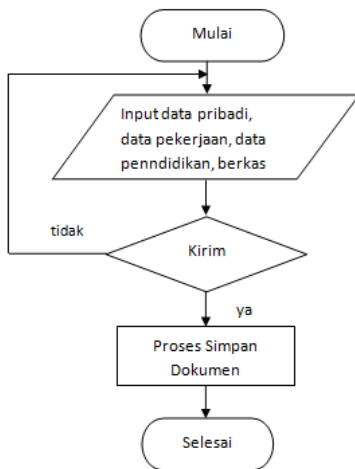 Mulai
Input data pribadi,
data pekerjaan, data
penndidikan, berkas
tidak
Kirim
ya
Proses Simpan
Dokumen
Selesai